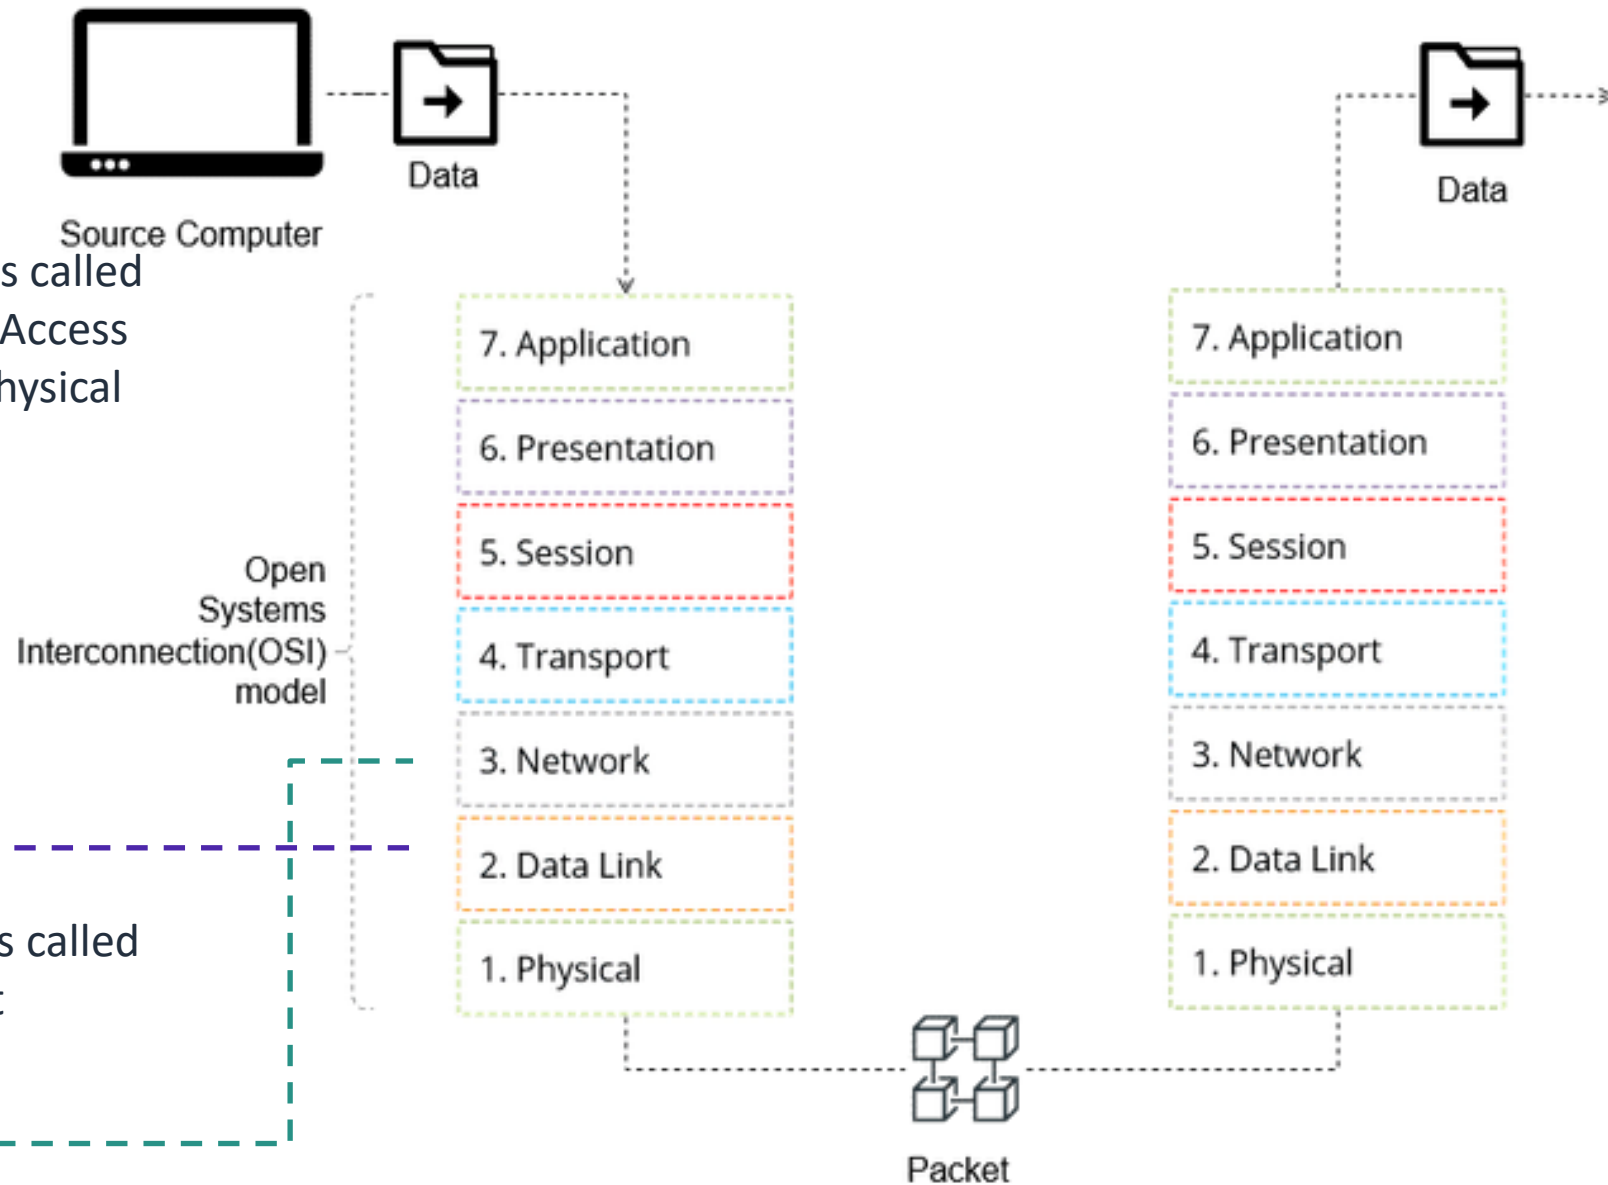 Data
Source Computer
s called
Access
hysical
Open
Systems
Interconnection(OSI)
model
s called
t
7. Application
6. Presentation
5. Session
4. Transport
3. Network
2. Data Link
1. Physical
Packet
Data
7. Application
6. Presentation
5. Session
4. Transport
3. Network
2. Data Link
1. Physical